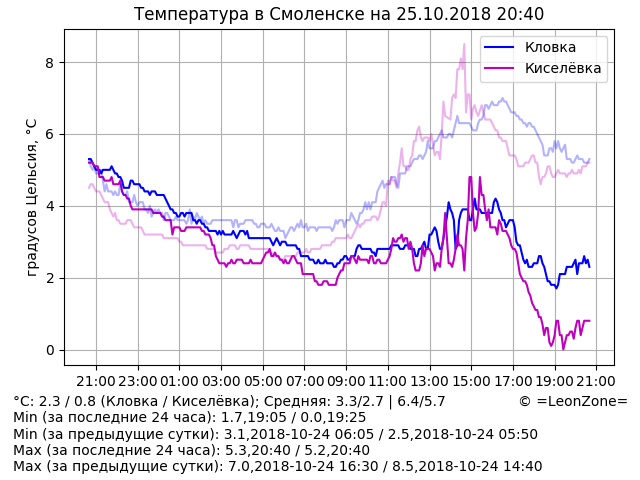 Температура в Смоленске на 25.10.2018 20:40
градусов Цельсия, °C
8
6
4
2
0
Кловка
Киселёвка
21:00 23:00 01:00 03:00 05:00 07:00 09:00 11:00 13:00 15:00 17:00 19:00 21:00
°C: 2.3 / 0.8 (Кловка / Киселёвка); Средняя: 3.3/2.7 | 6.4/5.7 © =LeonZone=
Min (за последние 24 часа): 1.7,19:05 / 0.0,19:25
Min (за предыдущие сутки): 3.1,2018-10-24 06:05 / 2.5,2018-10-24 05:50
Max (за последние 24 часа): 5.3,20:40 / 5.2,20:40
Max (за предыдущие сутки): 7.0,2018-10-24 16:30 / 8.5,2018-10-24 14:40